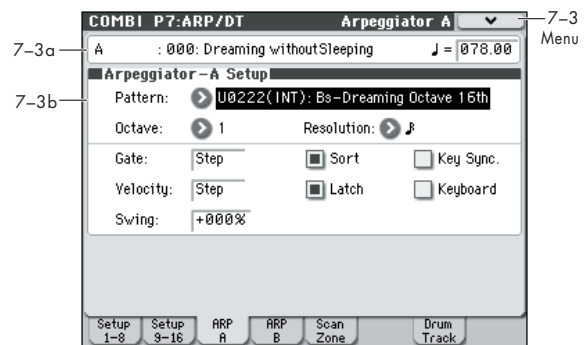 COMBI P7:ARP/DT Arpeggiator A
7–3
Menu
7–3a
A : 000: Dreaming withoutSleeping ♩ = 078.00
Arpeggiator-A Setup
7–3b
Pattern: U0222(INT): Bs-Dreaming Octave 16th
Octave: 1 Resolution: ♪
Gate: Step Sort Key Sync.
Velocity: Step Latch Keyboard
Swing: +000%
Setup 1-8
Setup 9-16
ARP A
ARP B
Scan Zone
Drum Track